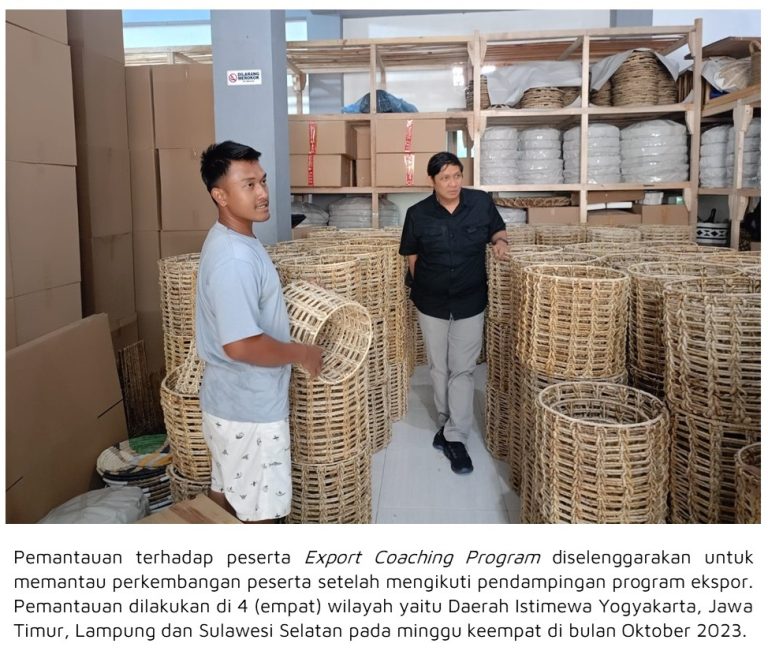 DILARANG
MEROKOK
Pemantauan terhadap peserta Export Coaching Program diselenggarakan untuk
memantau perkembangan peserta setelah mengikuti pendampingan program ekspor.
Pemantauan dilakukan di 4 (empat) wilayah yaitu Daerah Istimewa Yogyakarta, Jawa
Timur, Lampung dan Sulawesi Selatan pada minggu keempat di bulan Oktober 2023.